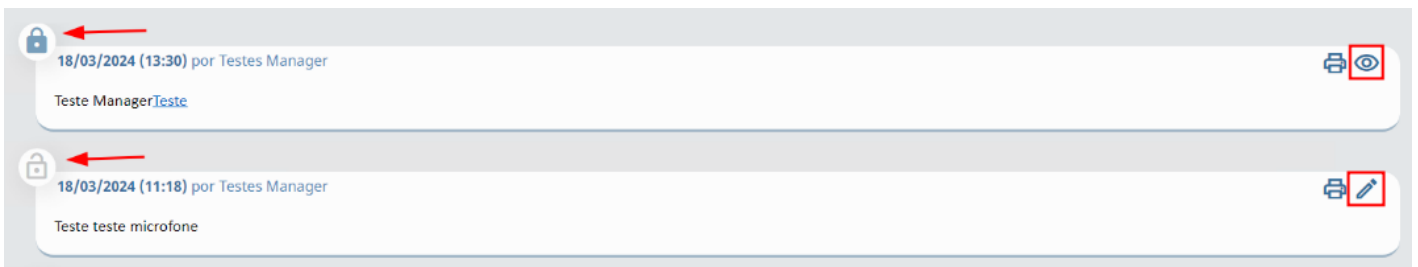 18/03/2024 (13:30) por Testes Manager
Teste ManagerTeste
18/03/2024 (11:18) por Testes Manager
Teste teste microfone